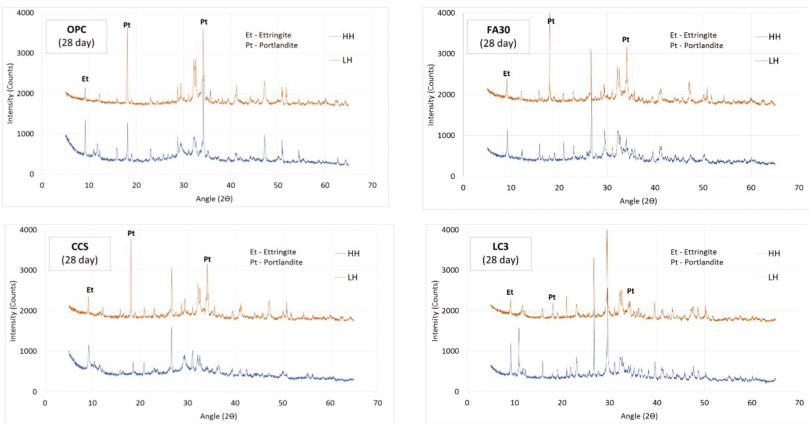 OPC
(28 day)
Et - Ettringite
Pt - Portlandite
HH
LH
Et
Pt
Pt
Intensity (Counts)
4000
3000
2000
1000
0
0 10 20 30 40 50 60 70
Angle (2Θ)
FA30
(28 day)
Et - Ettringite
Pt - Portlandite
HH
LH
Et
Pt
Pt
Intensity (Counts)
4000
3000
2000
1000
0
0 10 20 30 40 50 60 70
Angle (2Θ)
CCS
(28 day)
Et - Ettringite
Pt - Portlandite
HH
LH
Et
Pt
Pt
Intensity (Counts)
4000
3000
2000
1000
0
0 10 20 30 40 50 60 70
Angle (2Θ)
LC3
(28 day)
Et - Ettringite
Pt - Portlandite
HH
LH
Et
Pt
Pt
Intensity (Counts)
4000
3000
2000
1000
0
0 10 20 30 40 50 60 70
Angle (2Θ)